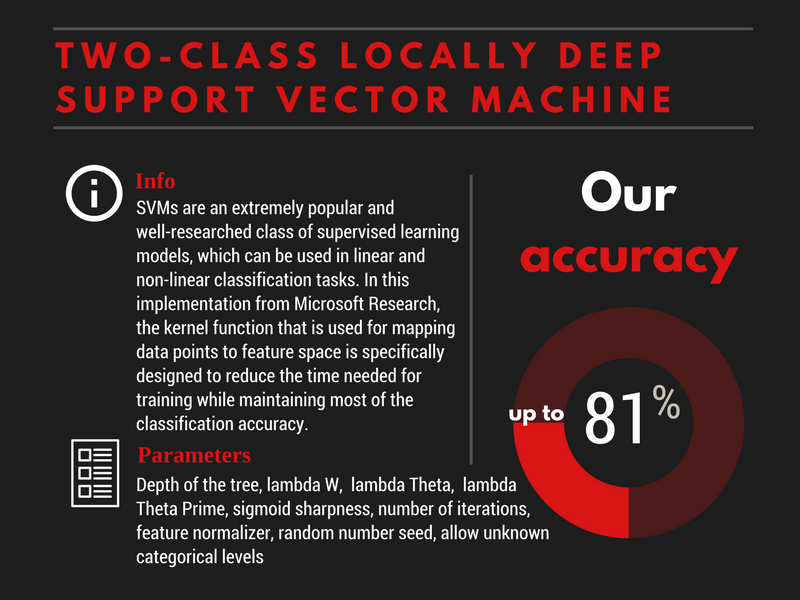 TWO-CLASS LOCALLY DEEP
SUPPORT VECTOR MACHINE
Info
SVMs are an extremely popular and
well-researched class of supervised learning
models, which can be used in linear and
non-linear classification tasks. In this
implementation from Microsoft Research,
the kernel function that is used for mapping
data points to feature space is specifically
designed to reduce the time needed for
training while maintaining most of the
classification accuracy.
Parameters
Depth of the tree, lambda W, lambda Theta, lambda
Theta Prime, sigmoid sharpness, number of iterations,
feature normalizer, random number seed, allow unknown
categorical levels
Our
accuracy
up to 81%